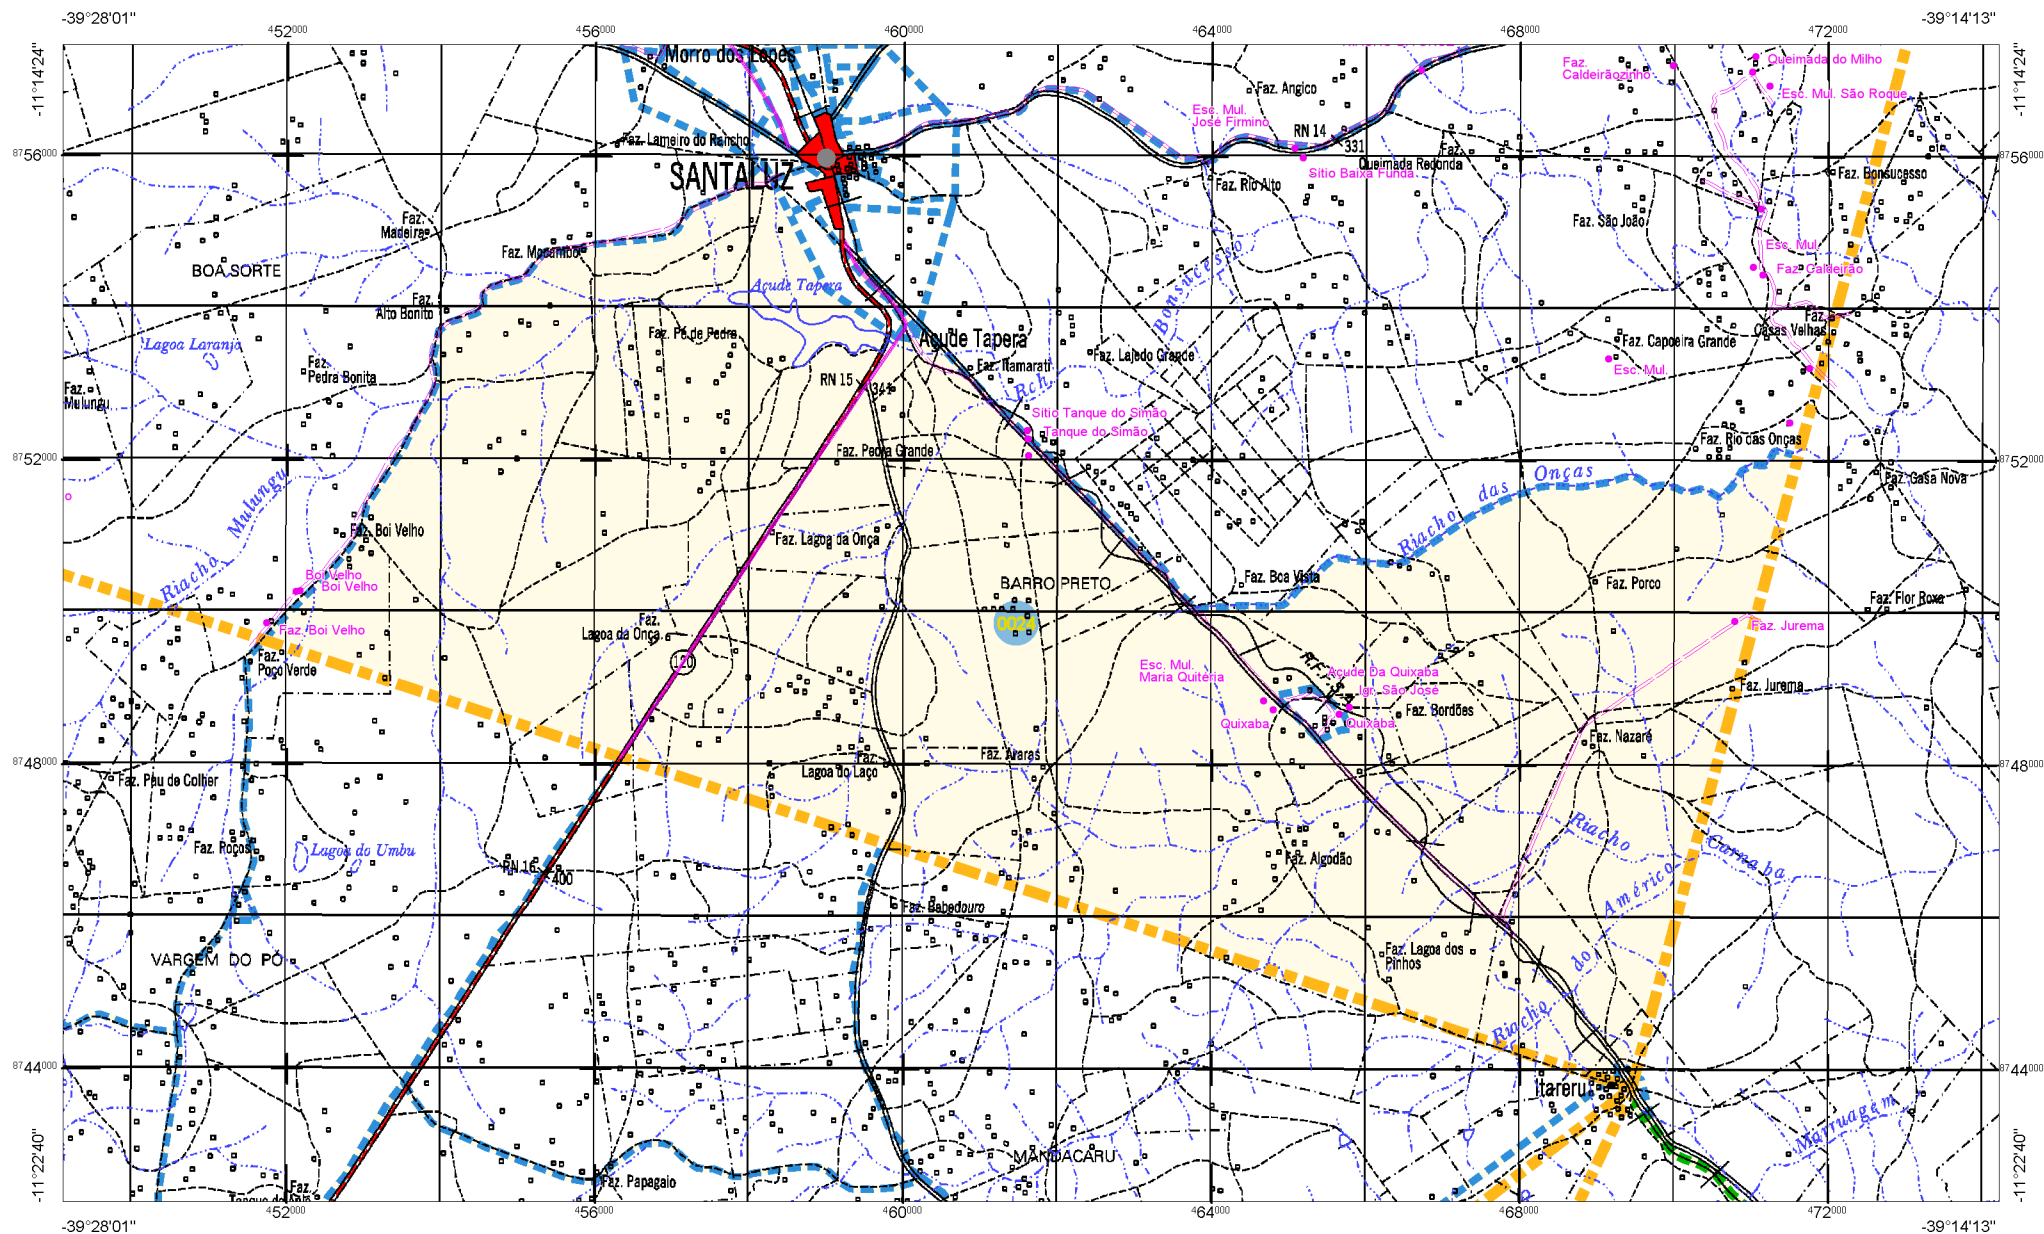 -39°28'01"
-39°14'13"
452000
456000
460000
464000
468000
472000
-11°14'24"
-11°14'24"
Morro dos Lopes
Faz. Angico
Faz.
Caldeirãozinho
Queimada do Milho
Esc. Mul. São Roque
Esc. Mul.
José Firmino
RN 14
331
Faz.
Queimada Redonda
Sítio Baixa Funda
Faz. Lameiro do Rancho
8756000
8756000
SANTALUZ
Faz. Rio Alto
Faz. Bonsucesso
Faz. São João
Faz.
Madeira
Faz. Mocambo
BOA SORTE
Bonsucesso
Rch.
Esc. Mul.
Faz. Caldeirão
Açude Tapera
Faz.
Alto Bonito
Faz. Pé de Pedra
Açude Tapera
Faz.
Casas Velhas
Faz. Capoeira Grande
Lagoa Laranja
Faz. Lajedo Grande
Faz. Itamarati
Esc. Mul.
Faz.
Pedra Bonita
Faz.
Mulungu
RN 15
341
Sítio Tanque do Simão
Tanque do Simão
Faz. Rio das Onças
Faz. Pedra Grande
8752000
8752000
Riacho das Onças
Faz. Casa Nova
Riacho Mulungu
Faz. Boi Velho
Faz. Lagoa da Onça
Boi Velho
Boi Velho
BARRO PRETO
Faz. Boa Vista
Faz. Porco
Faz. Flor Roxa
0024
Faz. Boi Velho
Faz.
Lagoa da Onça
Faz. Jurema
120
Faz.
Poço Verde
Esc. Mul.
Maria Quitéria
R.F.
Açude Da Quixaba
Igr. São José
Faz. Bordões
Faz. Jurema
Quixaba
Quixaba
Faz. Nazaré
8748000
8748000
Faz. Araras
Faz.
Lagoa do Laço
Faz. Pau de Colher
Riacho Carnaba
Faz. Poços
Lagoa do Umbu
Faz. Algodão
RN 16
400
Riacho do Américo
Faz. Bebedouro
VARGEM DO PÓ
Faz. Lagoa dos
Pinhos
8744000
8744000
Itareru
Marruagem
MANDACARU
Faz. Papagaio
Faz.
-11°22'40"
-11°22'40"
452000
456000
460000
464000
468000
472000
-39°28'01"
-39°14'13"